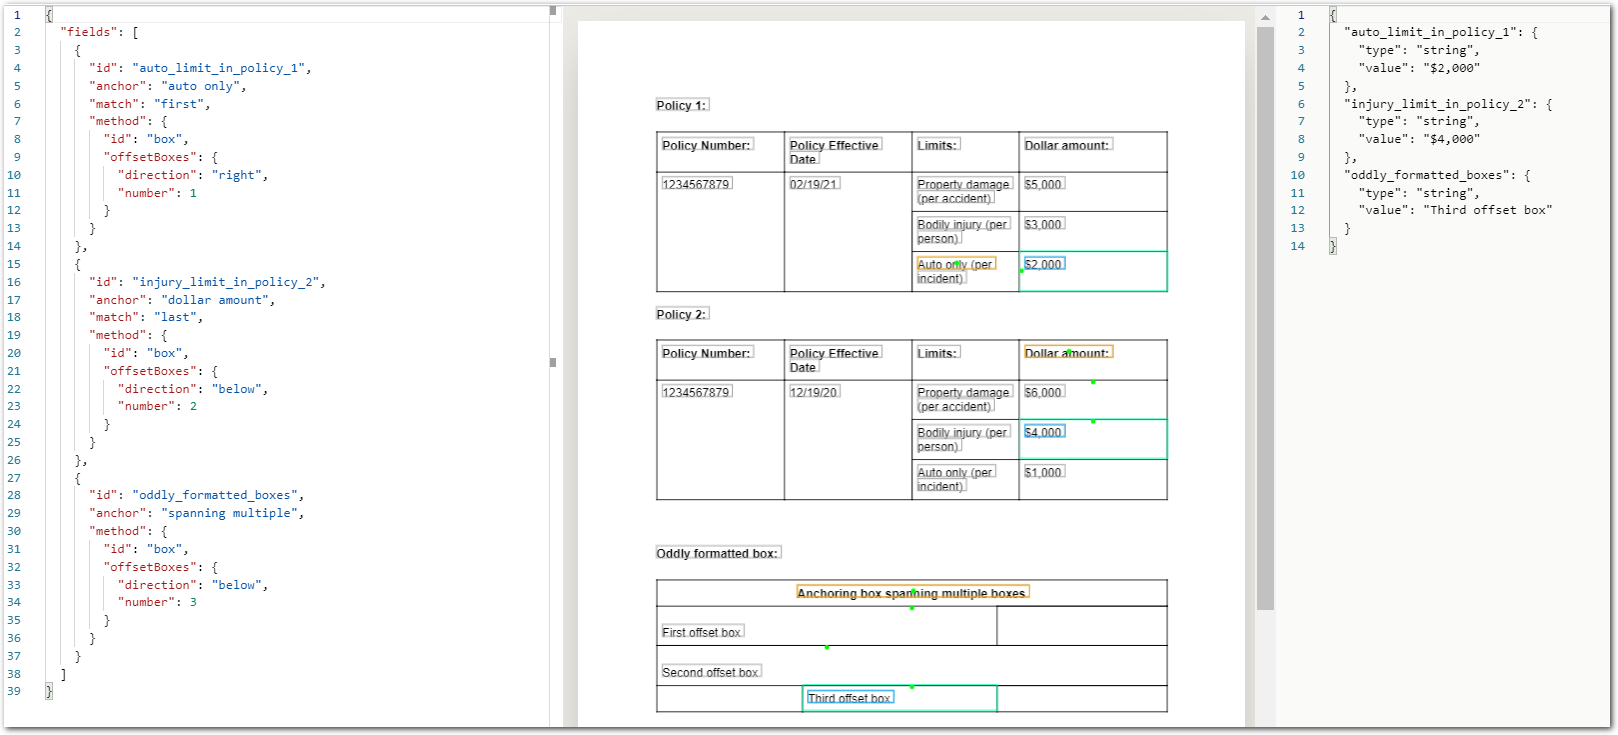 1 {
2 "fields": [
3 {
4 "id": "auto_limit_in_policy_1",
5 "anchor": "auto only",
6 "match": "first",
7 "method": {
8 "id": "box",
9 "offsetBoxes": {
10 "direction": "right",
11 "number": 1
12 }
13 }
14 },
15 {
16 "id": "injury_limit_in_policy_2",
17 "anchor": "dollar amount",
18 "match": "last",
19 "method": {
20 "id": "box",
21 "offsetBoxes": {
22 "direction": "below",
23 "number": 2
24 }
25 }
26 },
27 {
28 "id": "oddly_formatted_boxes",
29 "anchor": "spanning multiple",
30 "method": {
31 "id": "box",
32 "offsetBoxes": {
33 "direction": "below",
34 "number": 3
35 }
36 }
37 }
38 ]
39 }
Policy 1:
Policy Number: Policy Effective Limits: Dollar amount:
Date
1234567879 02/19/21 Property damage $5,000
(per accident)
Bodily injury (per $3,000
person)
Auto only (per $2,000
incident)
Policy 2:
Policy Number: Policy Effective Limits: Dollar amount:
Date
1234567879 12/19/20 Property damage $6,000
(per accident)
Bodily injury (per $4,000
person)
Auto only (per $1,000
incident)
Oddly formatted box:
Anchoring box spanning multiple boxes
First offset box
Second offset box
Third offset box
1 {
2 "auto_limit_in_policy_1": {
3 "type": "string",
4 "value": "$2,000"
5 },
6 "injury_limit_in_policy_2": {
7 "type": "string",
8 "value": "$4,000"
9 },
10 "oddly_formatted_boxes": {
11 "type": "string",
12 "value": "Third offset box"
13 }
14 }